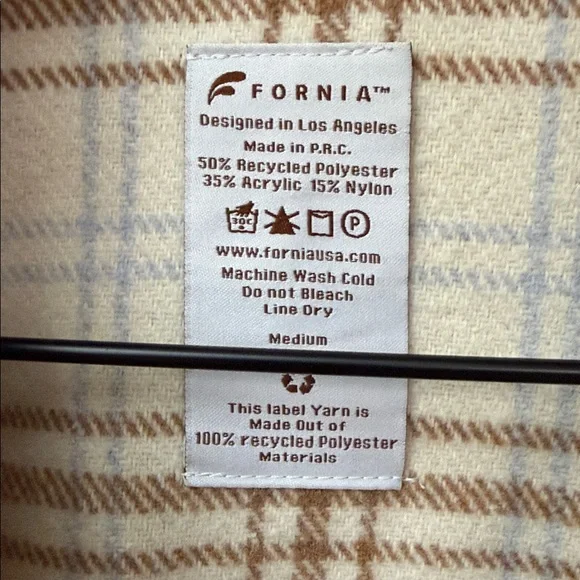 FORNIA™
Designed in Los Angeles
Made in P.R.C.
50% Recycled Polyester
35% Acrylic 15% Nylon
30C P
www.forniausa.com
Machine Wash Cold
Do not Bleach
Line Dry
Medium
This label Yarn is
Made Out of
100% recycled Polyester
Materials